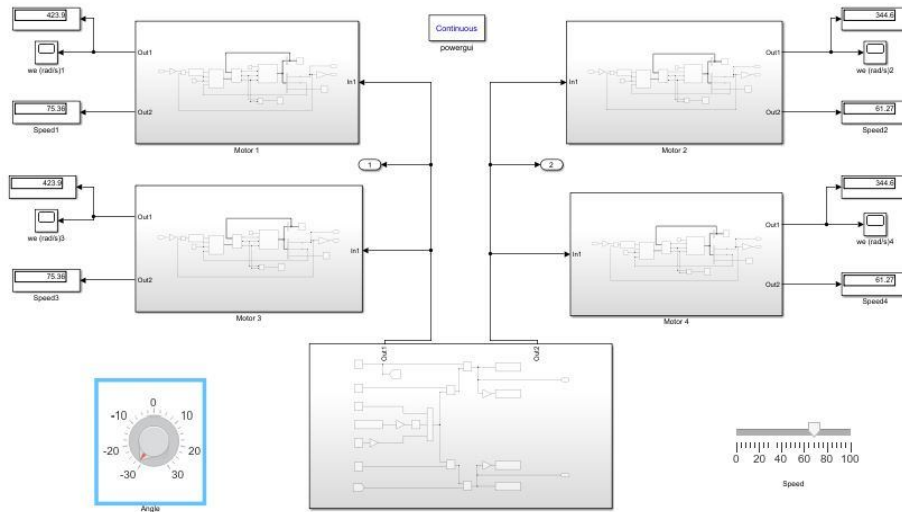 423.9
we (rad/s)1
75.36
Speed1
Out1
Out2
In1
Motor 1
Continuous
powergui
344.6
we (rad/s)2
61.27
Speed2
Out1
Out2
In1
Motor 2
1
2
423.9
we (rad/s)3
75.36
Speed3
Out1
Out2
In1
Motor 3
344.6
we (rad/s)4
61.27
Speed4
Out1
Out2
In1
Motor 4
Out1
Out2
0
-10 10
-20 20
-30 30
Angle
0 20 40 60 80 100
Speed